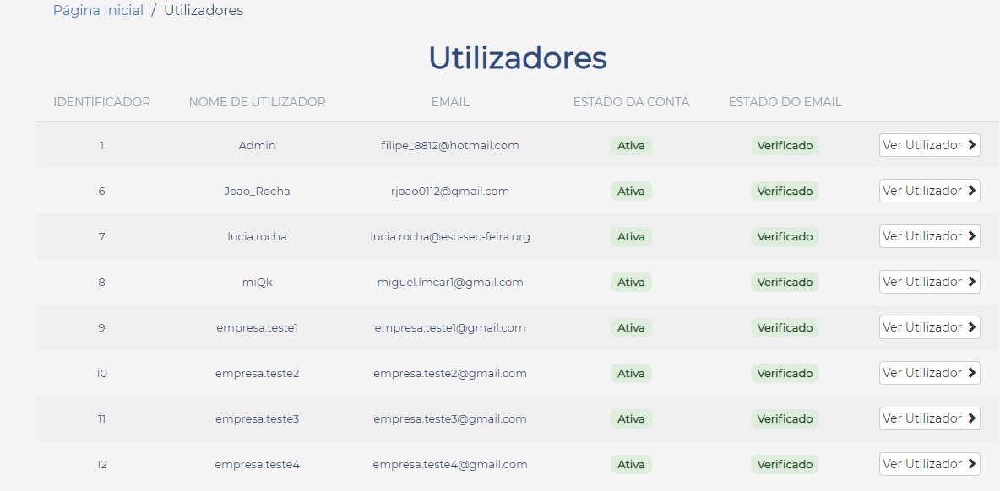 Página Inicial / Utilizadores
Utilizadores
IDENTIFICADOR NOME DE UTILIZADOR EMAIL ESTADO DA CONTA ESTADO DO EMAIL
1 Admin filipe_8812@hotmail.com Ativa Verificado Ver Utilizador
6 Joao_Rocha rjoao0112@gmail.com Ativa Verificado Ver Utilizador
7 lucia.rocha lucia.rocha@esc-sec-feira.org Ativa Verificado Ver Utilizador
8 miQk miguel.lmcar1@gmail.com Ativa Verificado Ver Utilizador
9 empresa.teste1 empresa.teste1@gmail.com Ativa Verificado Ver Utilizador
10 empresa.teste2 empresa.teste2@gmail.com Ativa Verificado Ver Utilizador
11 empresa.teste3 empresa.teste3@gmail.com Ativa Verificado Ver Utilizador
12 empresa.teste4 empresa.teste4@gmail.com Ativa Verificado Ver Utilizador